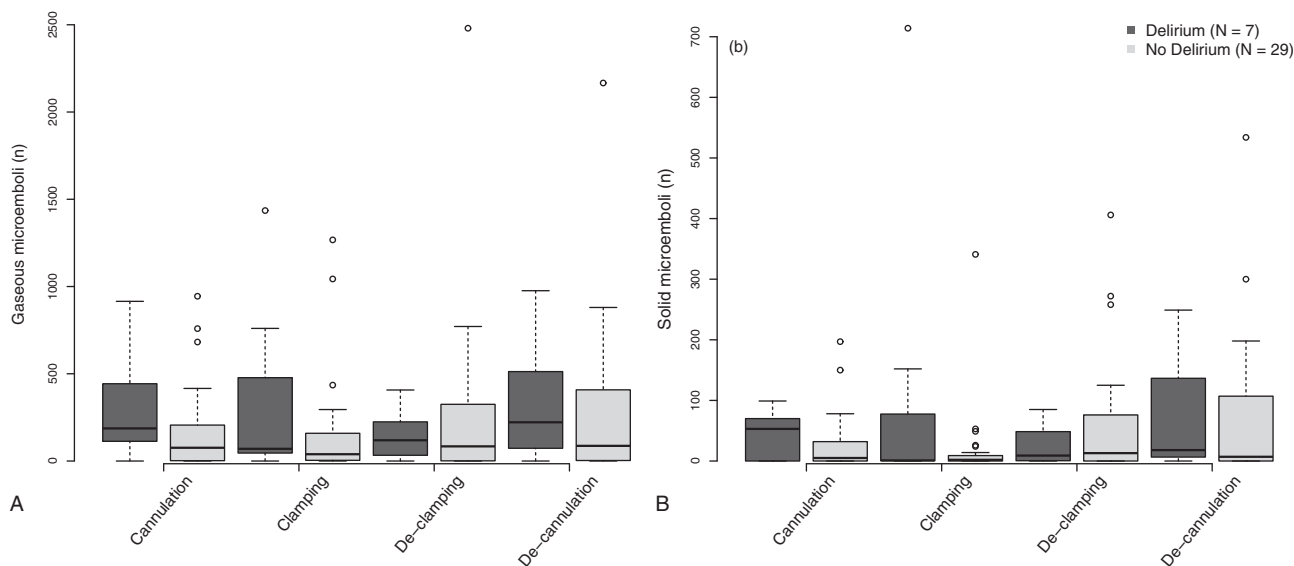 2500
2000
1500
1000
500
0
Gaseous microemboli (n)
Cannulation
Clamping
De-clamping
De-cannulation
A
(b)
Delirium (N = 7)
No Delirium (N = 29)
700
600
500
400
300
200
100
0
Solid microemboli (n)
Cannulation
Clamping
De-clamping
De-cannulation
B